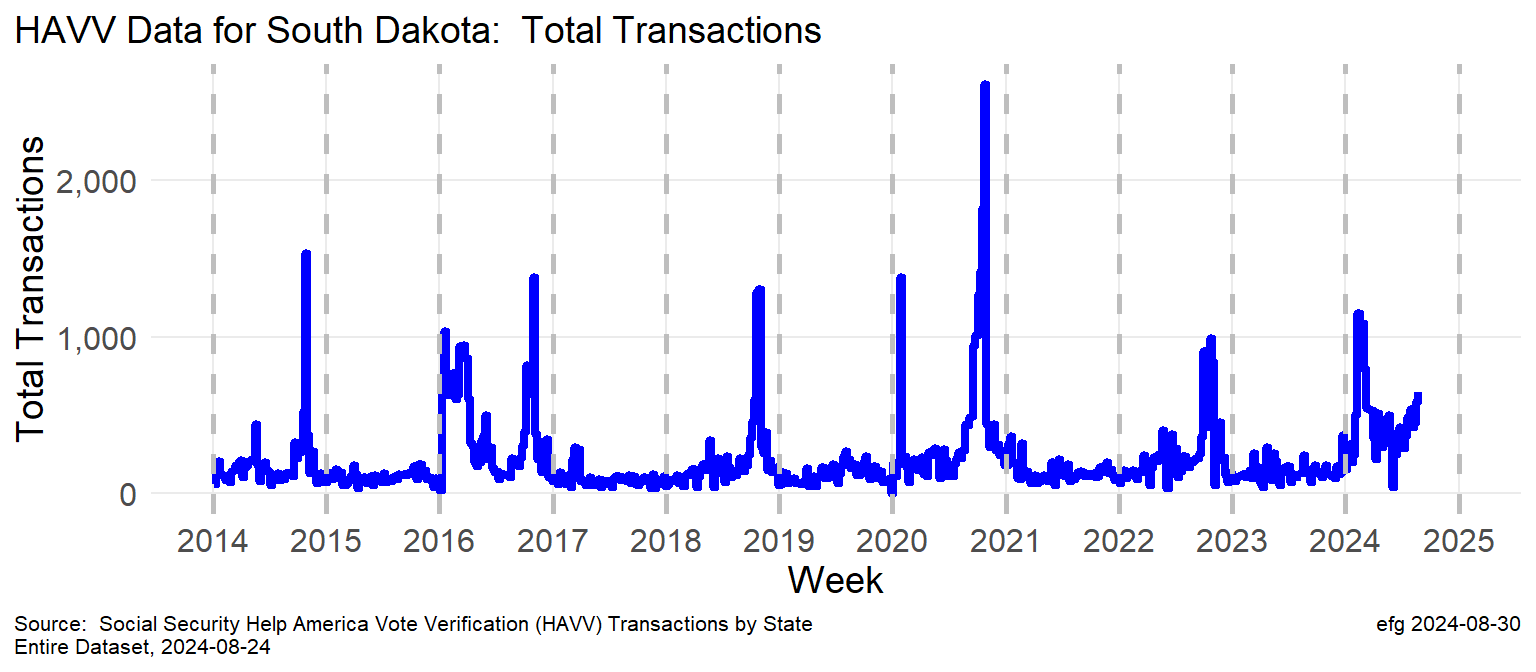 HAVV Data for South Dakota:  Total Transactions
Total Transactions
2,000
1,000
0
2014 2015 2016 2017 2018 2019 2020 2021 2022 2023 2024 2025
Week
Source:  Social Security Help America Vote Verification (HAVV) Transactions by State
Entire Dataset, 2024-08-24
efg 2024-08-30